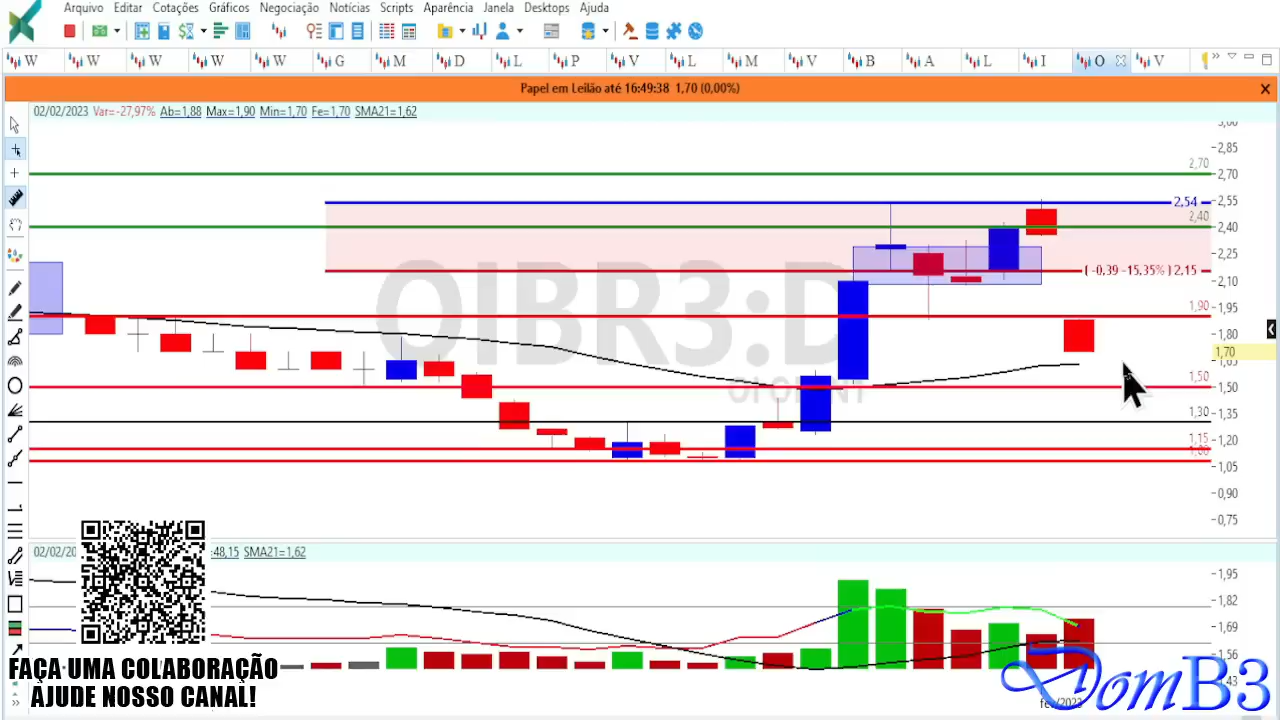 Arquivo Editar Cotações Gráficos Negociação Notícias Scripts Aparência Janela Desktops Ajuda
W W W W W G M D L P V L M V B A L I O V
Papel em Leilão até 16:49:38 1,70 (0,00%)
02/02/2023 Var=-27,97% Ab=1,88 Max=1,90 Min=1,70 Fe=1,70 SMA21=1,62
3,00
2,85
2,70 2,70
2,54 2,55
2,40 2,40
2,25
( -0,39 -15,35% ) 2,15
2,10
1,90 1,95
1,80
1,70
1,65
1,50 1,50
1,30 1,35
1,15 1,20
1,05
0,90
0,75
OIBR3:D
02/02/20 :48,15 SMA21=1,62
1,95
1,82
1,69
1,56
1,43
FAÇA UMA COLABORAÇÃO
AJUDE NOSSO CANAL!
DomB3